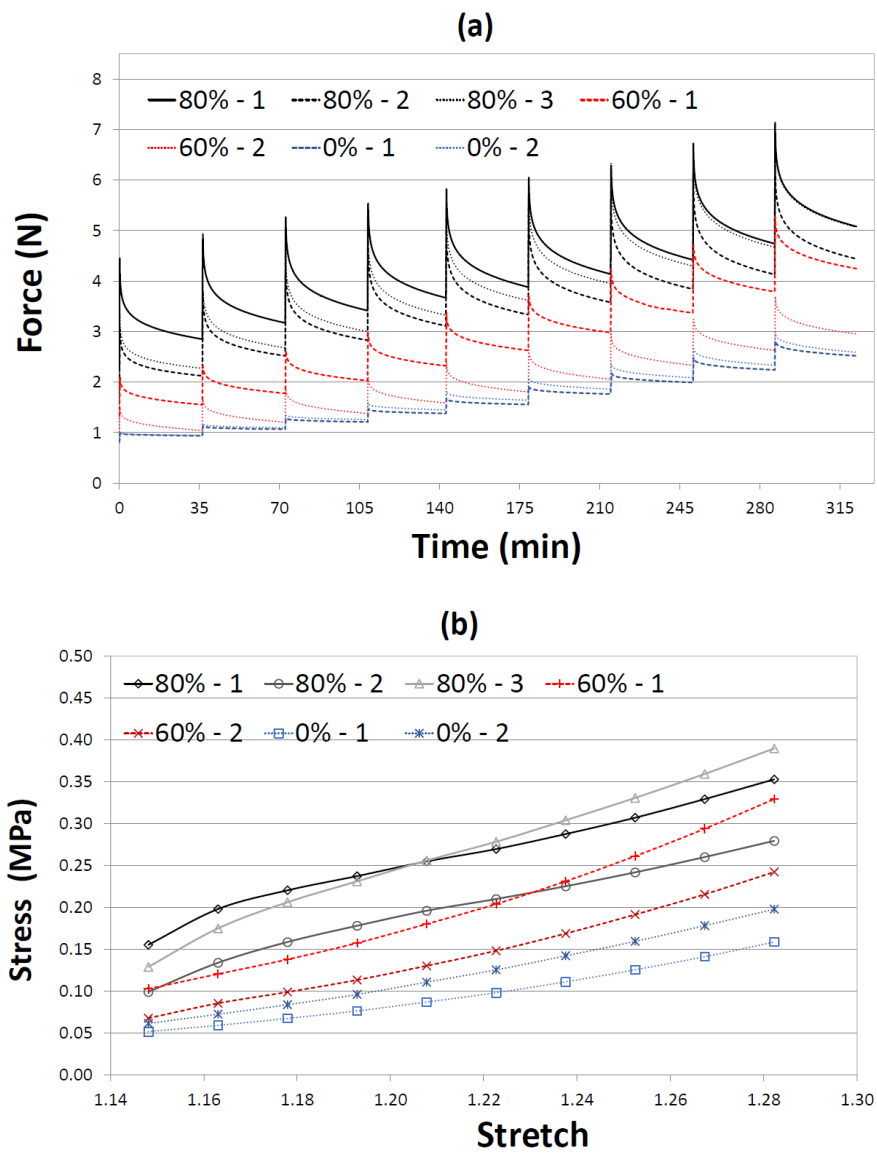 (a)
8
7
6
5
4
3
2
1
0
Force (N)
80% - 1 80% - 2 80% - 3 60% - 1
60% - 2 0% - 1 0% - 2
0 35 70 105 140 175 210 245 280 315
Time (min)
(b)
0.50
0.45
0.40
0.35
0.30
0.25
0.20
0.15
0.10
0.05
0.00
Stress (MPa)
80% - 1 80% - 2 80% - 3 60% - 1
60% - 2 0% - 1 0% - 2
1.14 1.16 1.18 1.20 1.22 1.24 1.26 1.28 1.30
Stretch